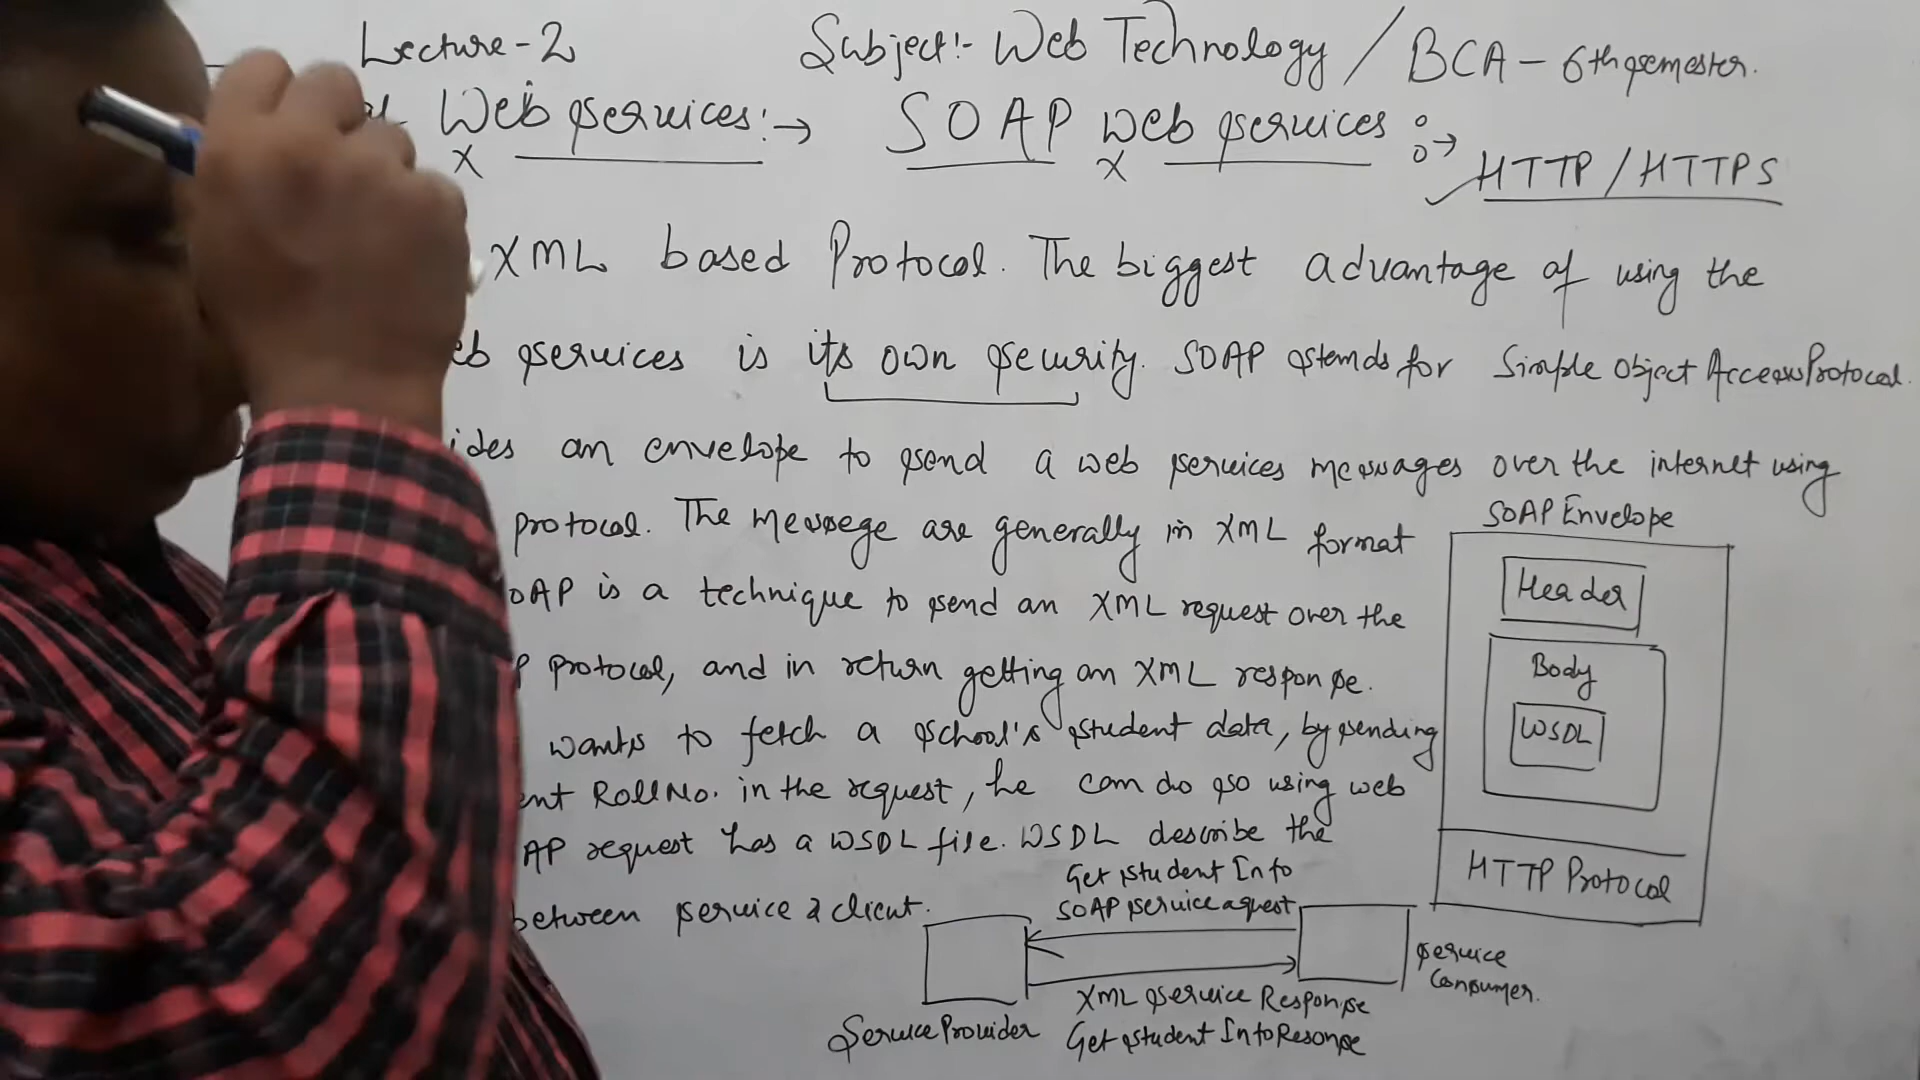 Lecture-2 Subject:- Web Technology / BCA - 6th semester.
Web services:→ SOAP web services :→
X X HTTP / HTTPS
XML based Protocol. The biggest advantage of using the
eb services is its own security. SOAP stands for Simple Object Access Protocol.
ides an envelope to send a web services messages over the internet using
protocol. The messege are generally in XML format
OAP is a technique to send an XML request over the
P protocol, and in return getting an XML response.
wants to fetch a school's student data, by sending
ent Roll No. in the request, he can do so using web
AP request has a WSDL file. WSDL describe the
between service & client.
SOAP Envelope
Header
Body
WSDL
HTTP Protocol
Get student Info
SOAP service aquest
XML service Response
Get student Info Resonse
Service Provider
Service
Consumer.